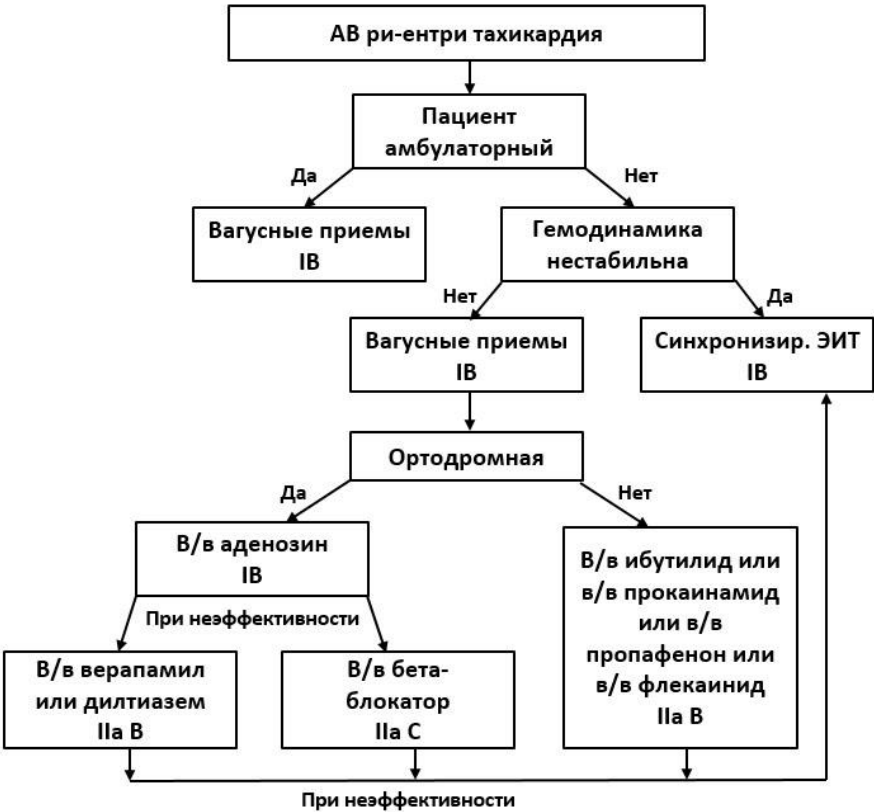 АВ ри-ентри тахикардия
Пациент
амбулаторный
Да
Нет
Вагусные приемы
IB
Гемодинамика
нестабильна
Нет
Да
Вагусные приемы
IB
Синхронизир. ЭИТ
IB
Ортодромная
Да
Нет
В/в аденозин
IB
В/в ибутилид или
в/в прокаинамид
или в/в
пропафенон или
в/в флекаинид
IIa B
При неэффективности
В/в верапамил
или дилтиазем
IIa B
В/в бета-
блокатор
IIa C
При неэффективности